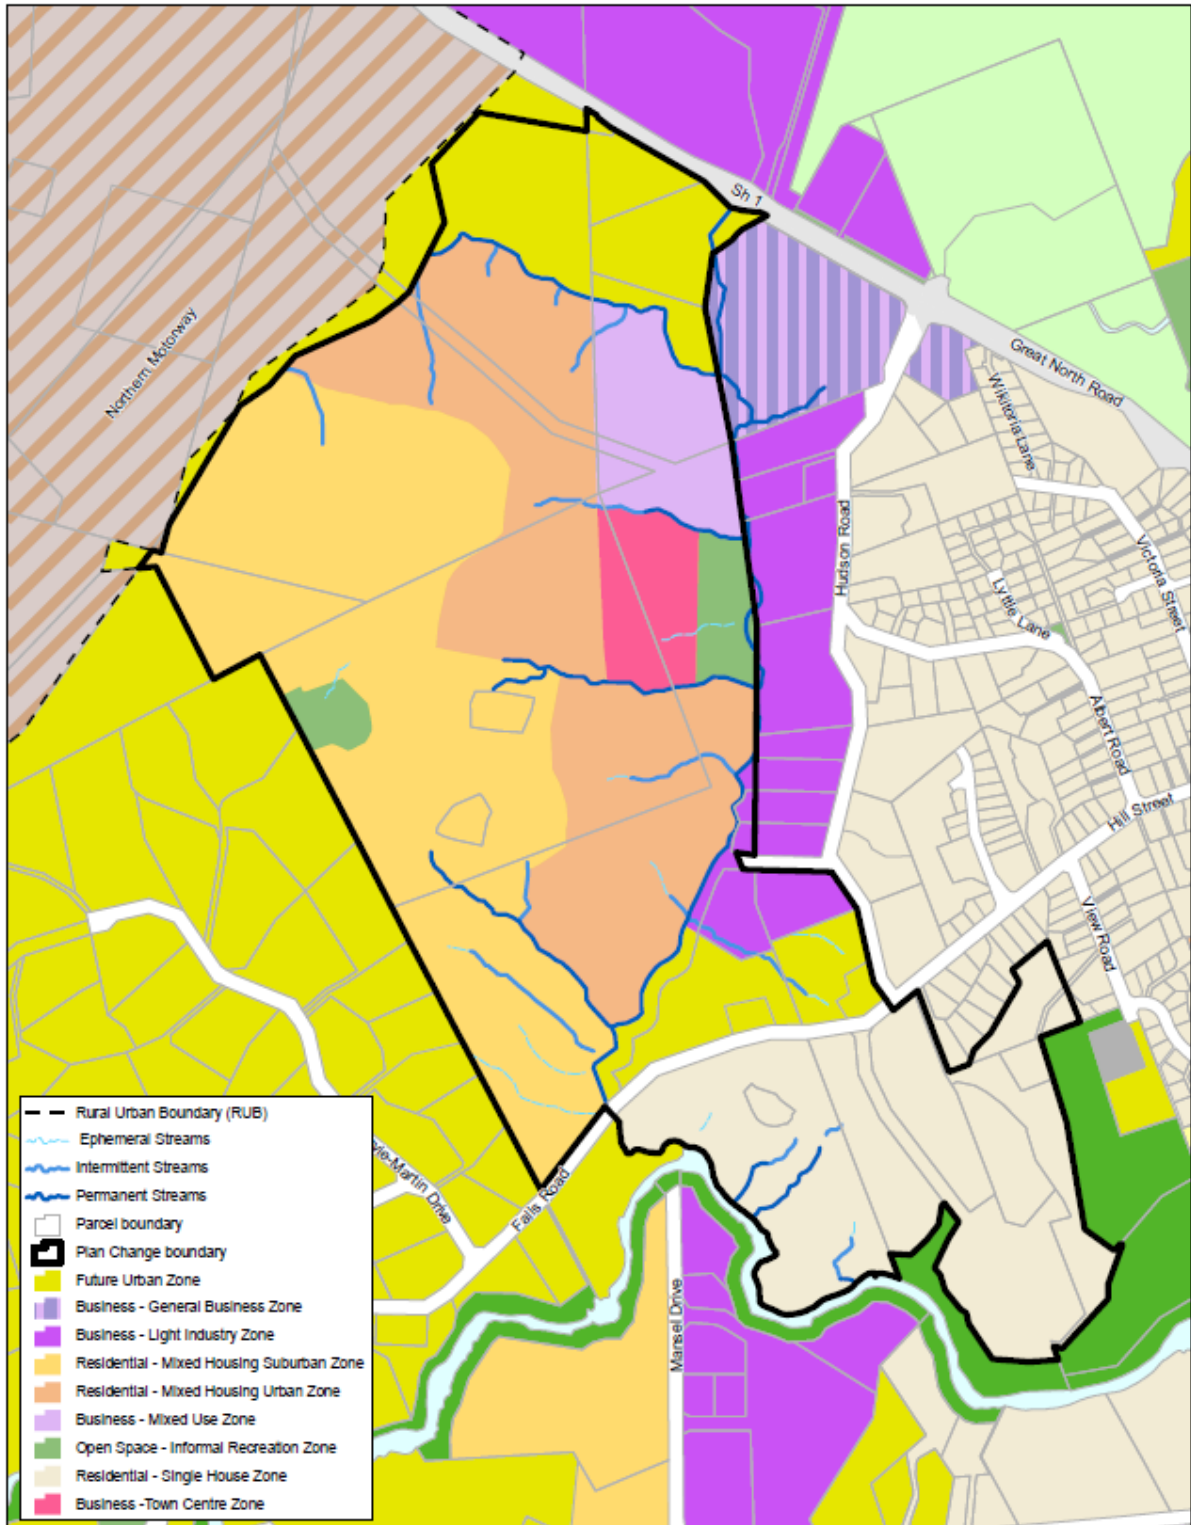 Sh 1
Northern Motorway
Great North Road
Wikitoria Lane
Hudson Road
Victoria Street
Lyttle Lane
Albert Road
Hill Street
View Road
Falls Road
Mansel Drive
vie-Martin Drive
Rural Urban Boundary (RUB)
Ephemeral Streams
Intermittent Streams
Permanent Streams
Parcel boundary
Plan Change boundary
Future Urban Zone
Business - General Business Zone
Business - Light Industry Zone
Residential - Mixed Housing Suburban Zone
Residential - Mixed Housing Urban Zone
Business - Mixed Use Zone
Open Space - Informal Recreation Zone
Residential - Single House Zone
Business -Town Centre Zone